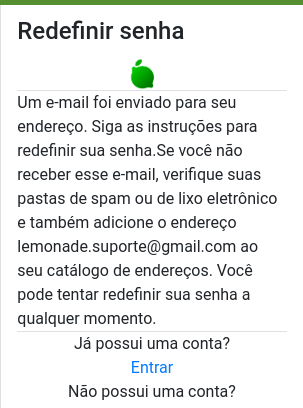 Redefinir senha
Um e-mail foi enviado para seu
endereço. Siga as instruções para
redefinir sua senha.Se você não
receber esse e-mail, verifique suas
pastas de spam ou de lixo eletrônico
e também adicione o endereço
lemonade.suporte@gmail.com ao
seu catálogo de endereços. Você
pode tentar redefinir sua senha a
qualquer momento.
Já possui uma conta?
Entrar
Não possui uma conta?